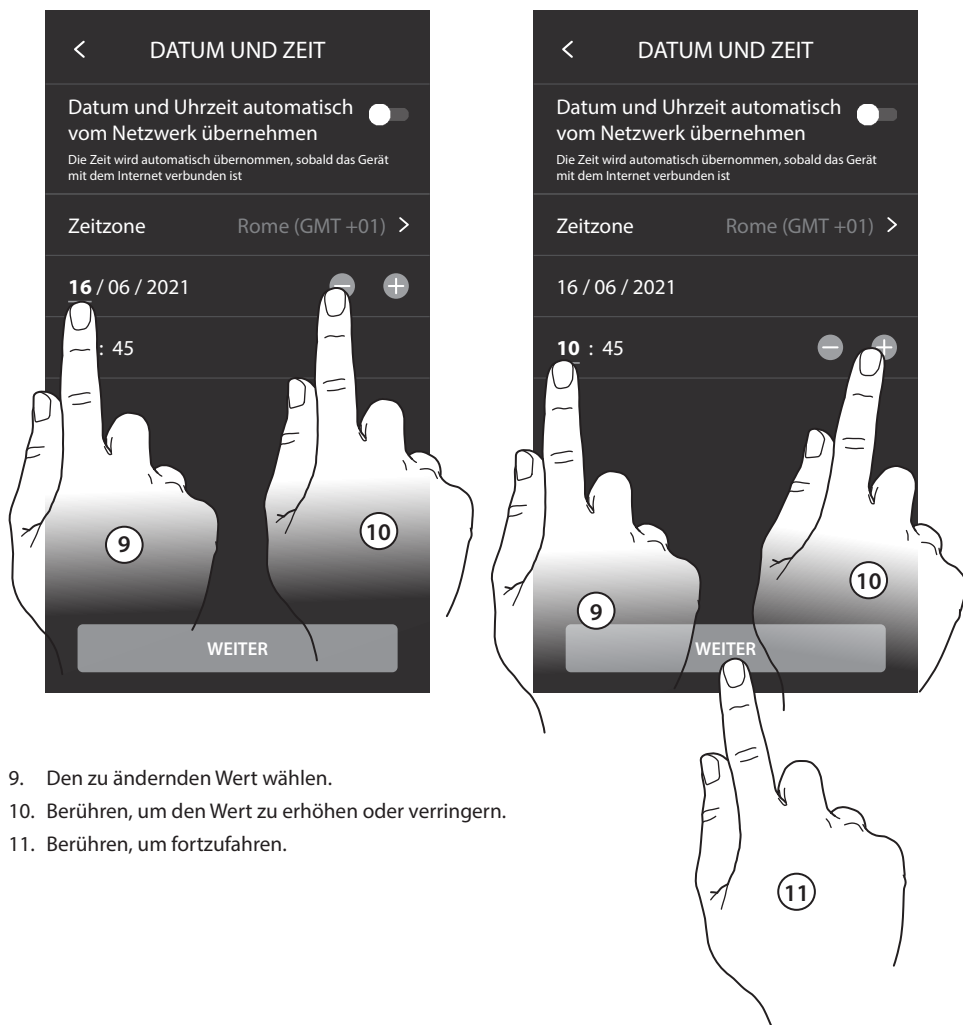 DATUM UND ZEIT
Datum und Uhrzeit automatisch
vom Netzwerk übernehmen
Die Zeit wird automatisch übernommen, sobald das Gerät
mit dem Internet verbunden ist
Zeitzone Rome (GMT +01)
16 / 06 / 2021
: 45
9
10
WEITER
DATUM UND ZEIT
Datum und Uhrzeit automatisch
vom Netzwerk übernehmen
Die Zeit wird automatisch übernommen, sobald das Gerät
mit dem Internet verbunden ist
Zeitzone Rome (GMT +01)
16 / 06 / 2021
10 : 45
9
10
WEITER
11
9. Den zu ändernden Wert wählen.
10. Berühren, um den Wert zu erhöhen oder verringern.
11. Berühren, um fortzufahren.